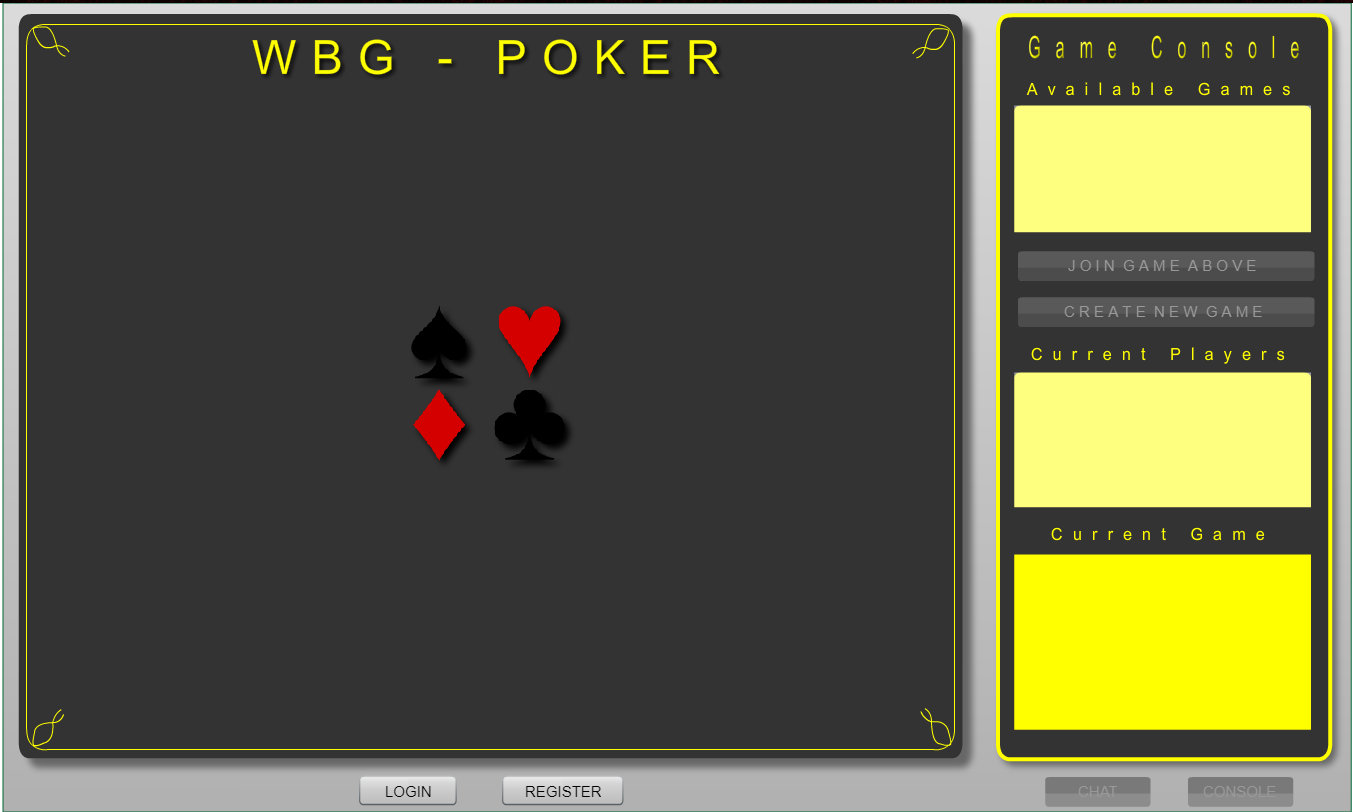 WBG - POKER
Game Console
Available Games
JOIN GAME ABOVE
CREATE NEW GAME
Current Players
Current Game
LOGIN REGISTER CHAT CONSOLE